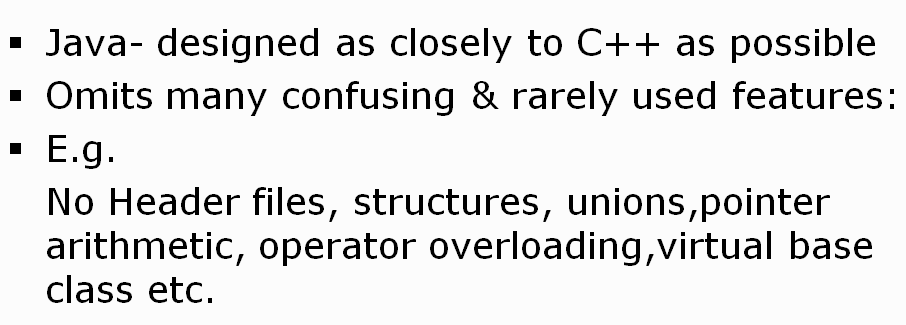 ▪ Java- designed as closely to C++ as possible
▪ Omits many confusing & rarely used features:
▪ E.g.
No Header files, structures, unions,pointer
arithmetic, operator overloading,virtual base
class etc.